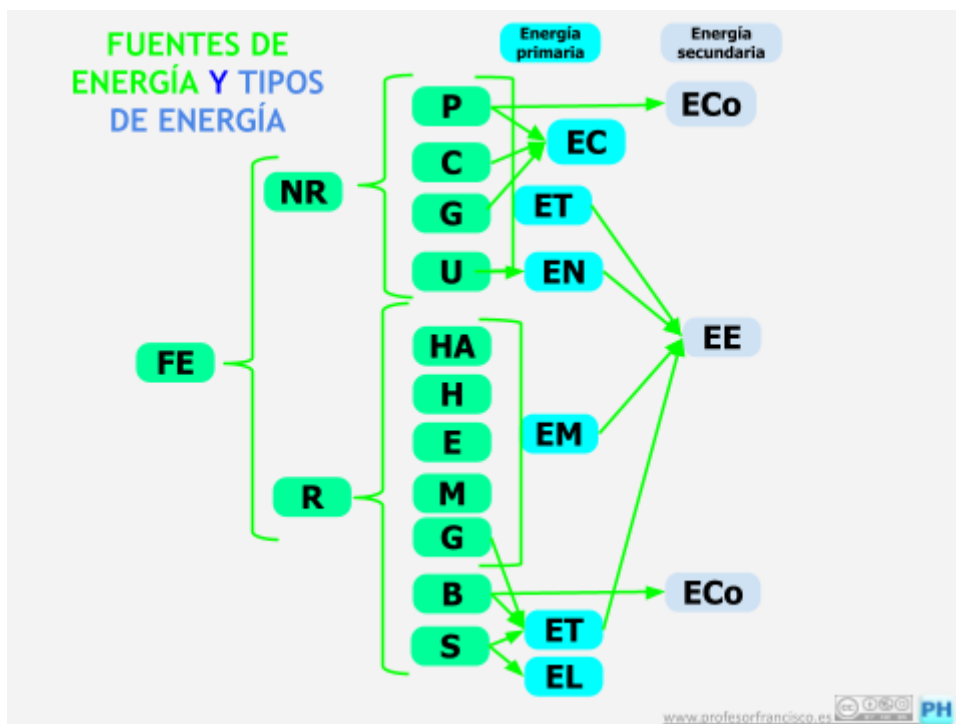 FUENTES DE
ENERGÍA Y TIPOS
DE ENERGÍA
Energía
primaria
Energía
secundaria
P
ECo
EC
C
NR
G
ET
U
EN
EE
HA
FE
H
E
EM
R
M
G
B
ECo
ET
S
EL
www.profesorfrancisco.es
PH